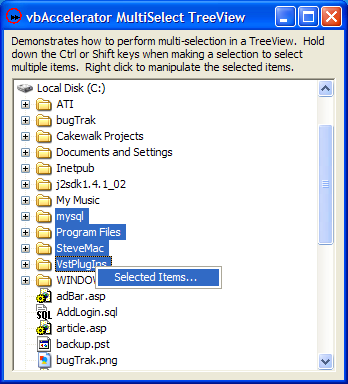 vbAccelerator MultiSelect TreeView
Demonstrates how to perform multi-selection in a TreeView. Hold
down the Ctrl or Shift keys when making a selection to select
multiple items. Right click to manipulate the selected items.
Local Disk (C:)
ATI
bugTrak
Cakewalk Projects
Documents and Settings
Inetpub
j2sdk1.4.1_02
My Music
mysql
Program Files
SteveMac
VstPlugIns
Selected Items...
WINDOW
adBar.asp
SQL AddLogin.sql
article.asp
backup.pst
bugTrak.png